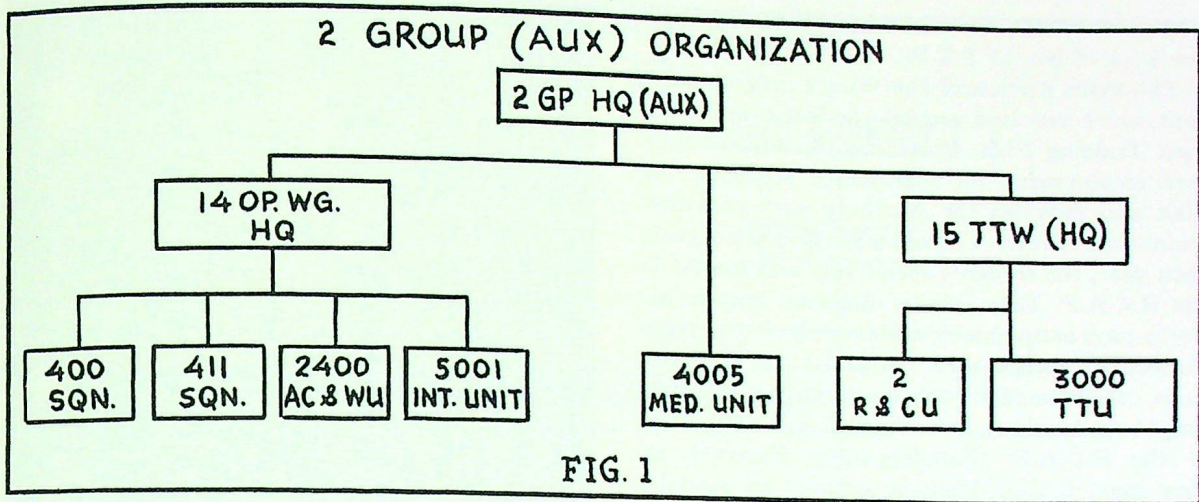 2 GROUP (AUX) ORGANIZATION
2 GP HQ (AUX)
14 OP. WG.
HQ
15 TTW (HQ)
400
SQN.
411
SQN.
2400
AC & WU
5001
INT. UNIT
4005
MED. UNIT
2
R & CU
3000
TTU
FIG. 1